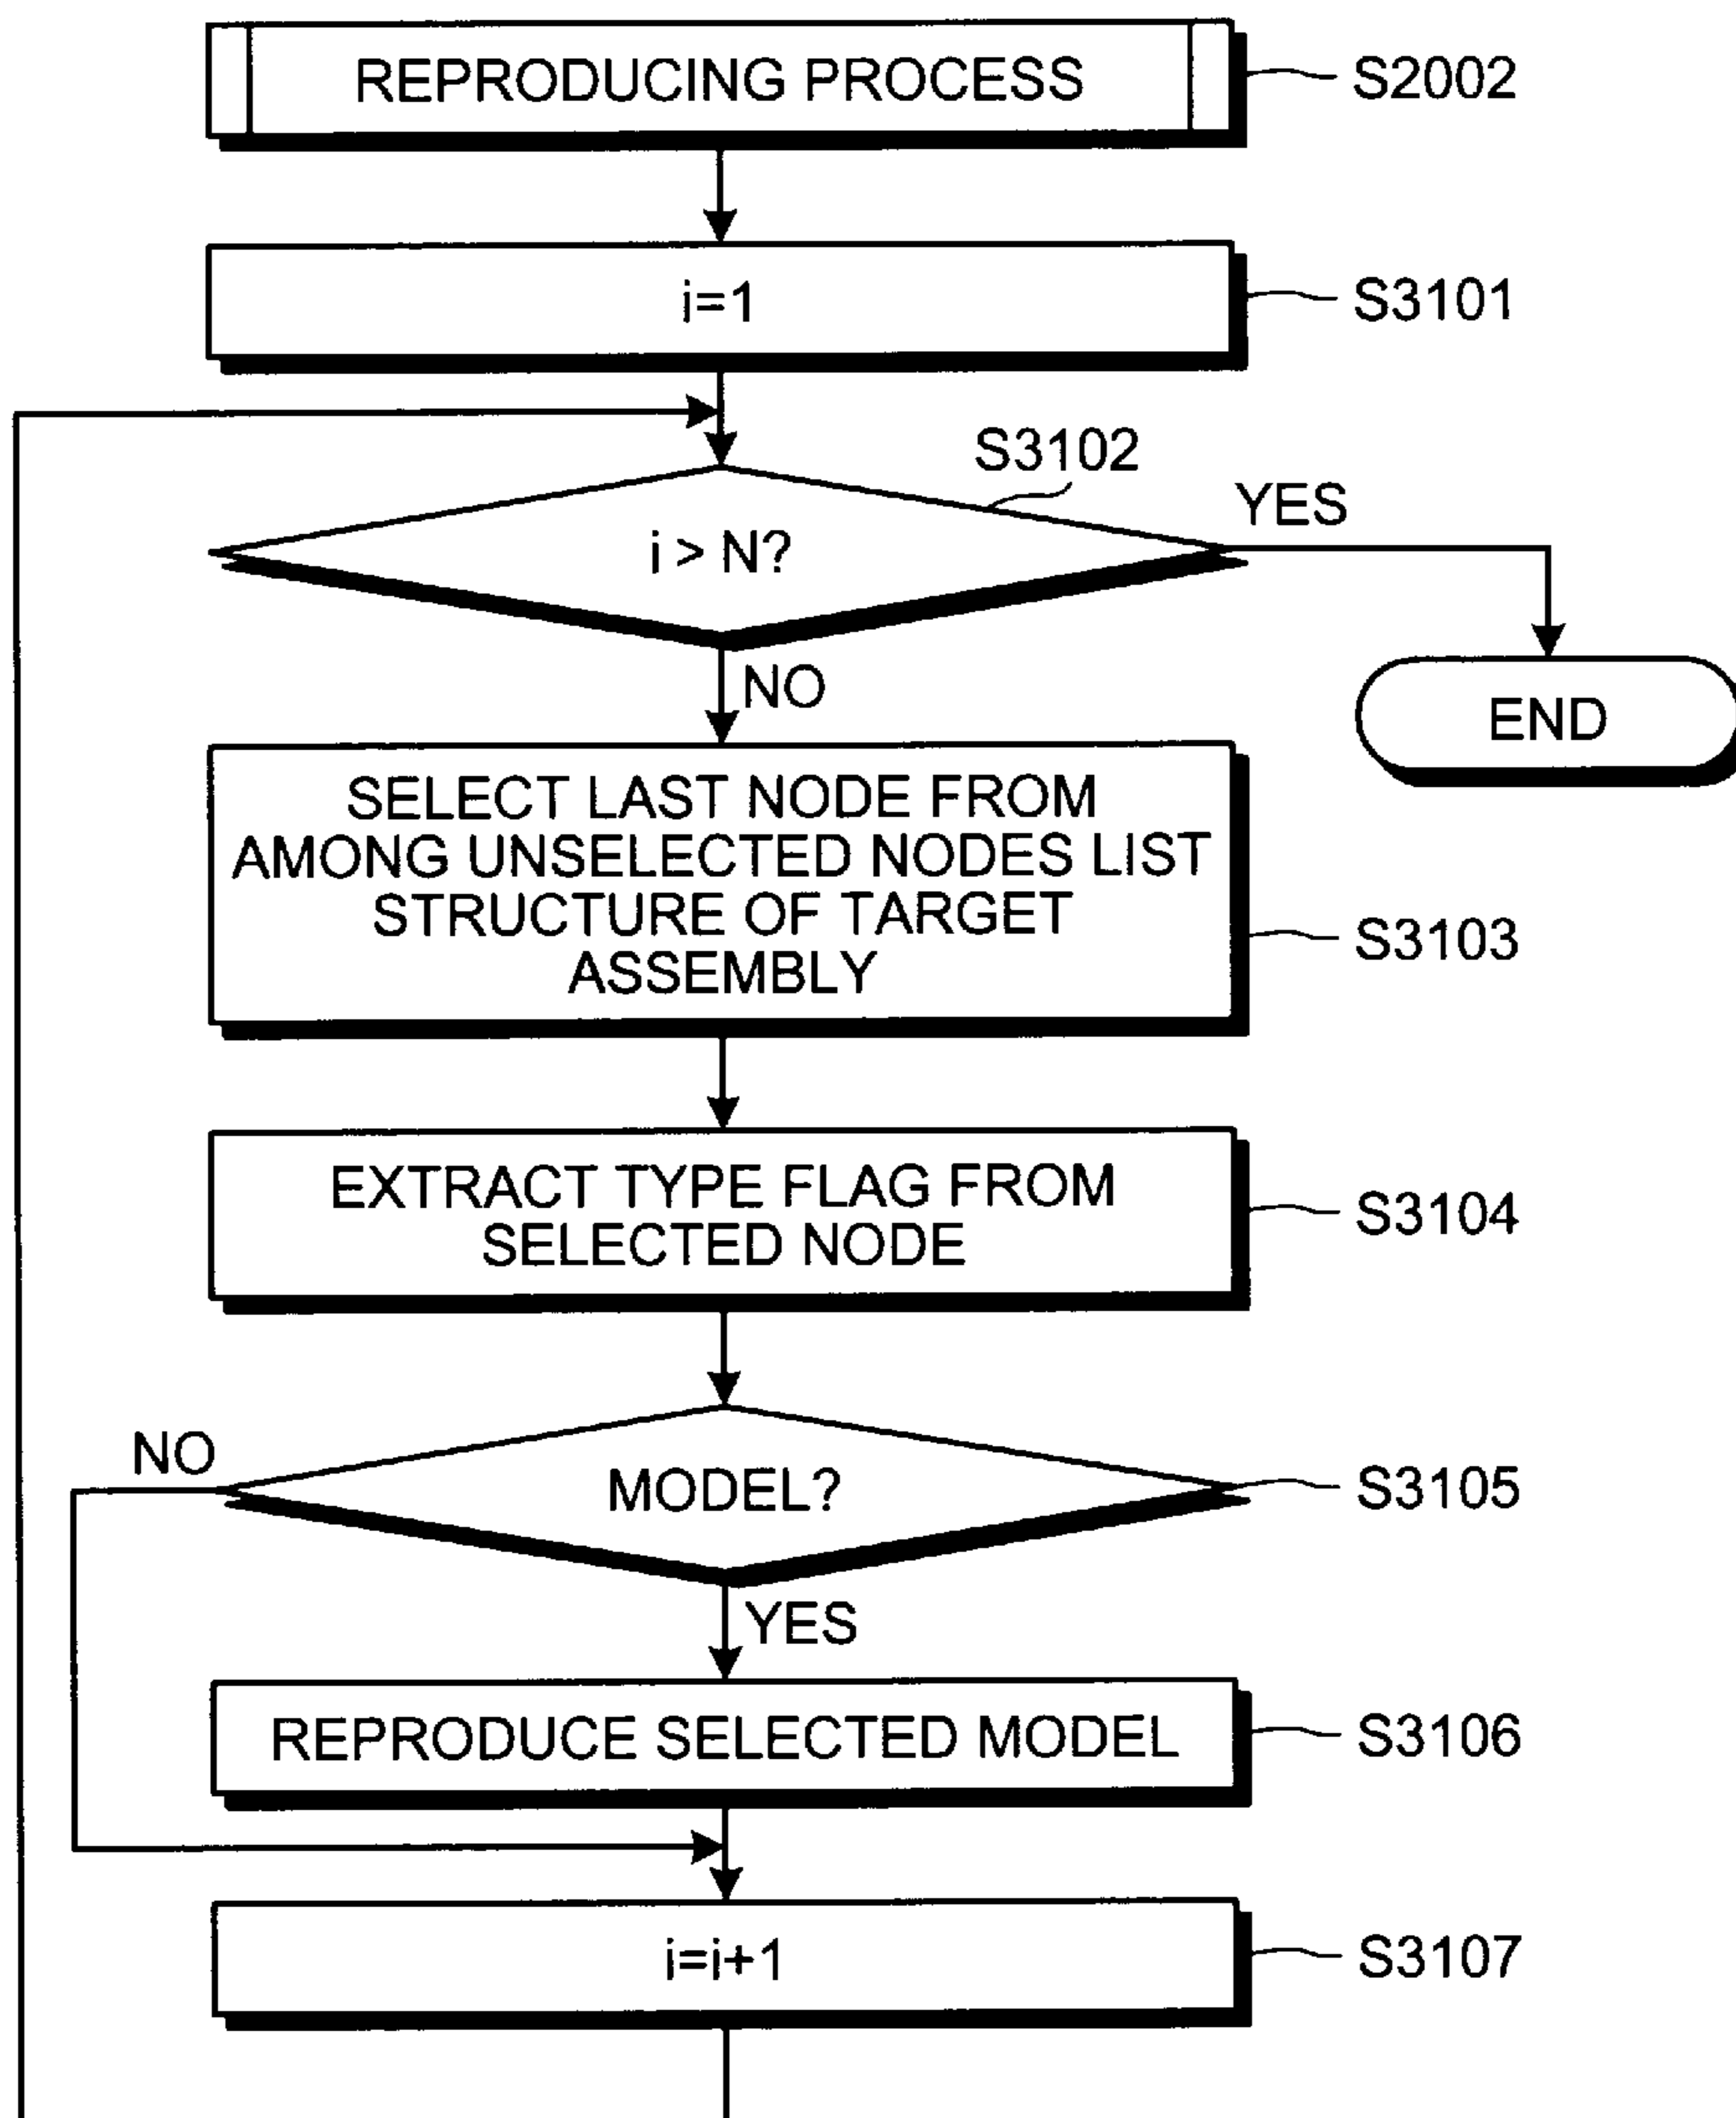 REPRODUCING PROCESS
S2002
i=1
S3101
S3102
YES
i > N?
NO
END
SELECT LAST NODE FROM
AMONG UNSELECTED NODES LIST
STRUCTURE OF TARGET
ASSEMBLY
S3103
EXTRACT TYPE FLAG FROM
SELECTED NODE
S3104
NO
MODEL?
S3105
YES
REPRODUCE SELECTED MODEL
S3106
i=i+1
S3107